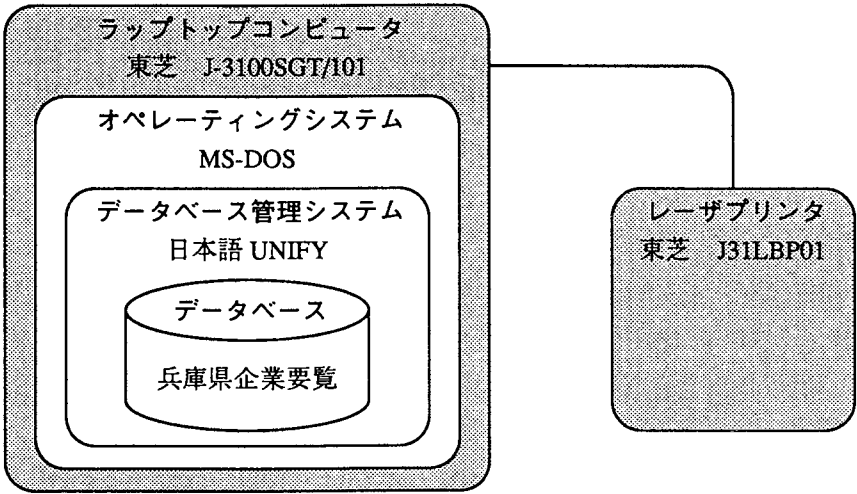 ラップトップコンピュータ
東芝 J-3100SGT/101
オペレーティングシステム
MS-DOS
データベース管理システム
日本語 UNIFY
データベース
兵庫県企業要覧
レーザプリンタ
東芝 J31LBP01